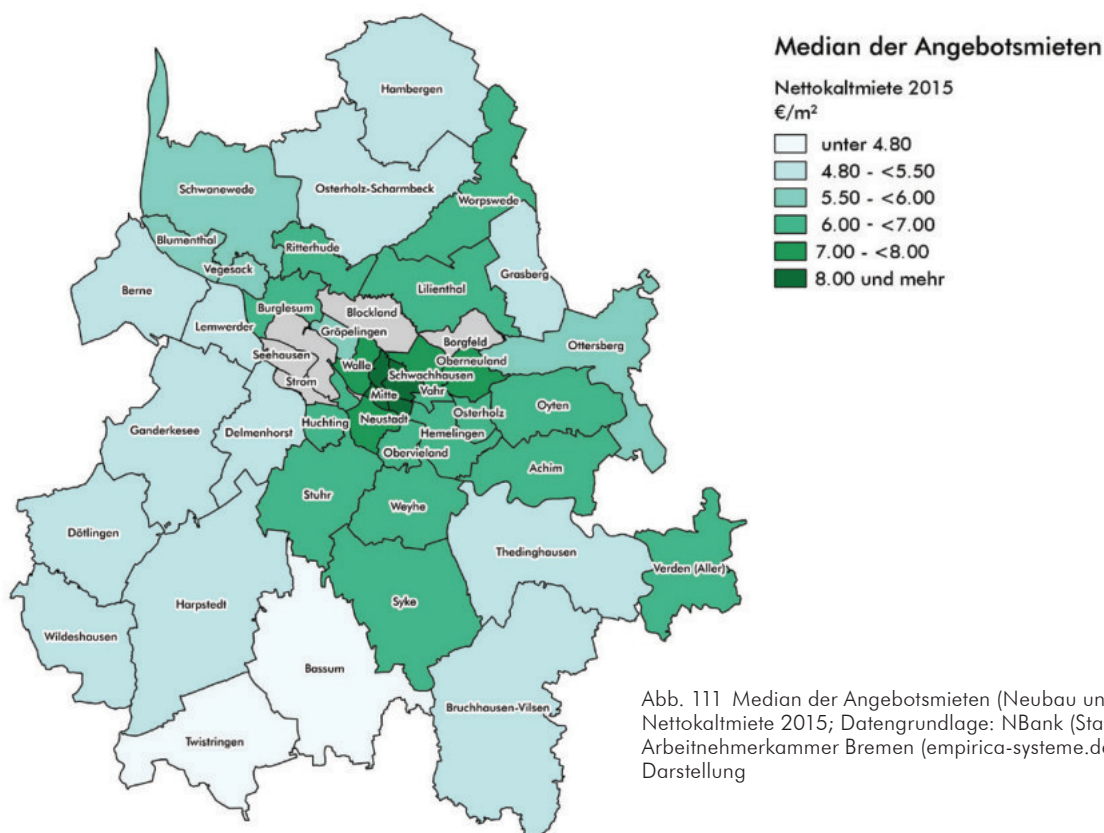 Median der Angebotsmieten
Nettokaltmiete 2015
€/m²
unter 4.80
4.80 - <5.50
5.50 - <6.00
6.00 - <7.00
7.00 - <8.00
8.00 und mehr
Hambergen
Schwanewede
Osterholz-Scharmbeck
Worpswede
Blumenthal
Ritterhude
Vegesack
Grasberg
Berne
Lilienthal
Burglesum
Blockland
Lemwerder
Gröpelingen
Borgfeld
Ottersberg
Seehausen
Oberneuland
Walle
Schwachhausen
Strom
Vahr
Mitte
Oyten
Osterholz
Huchting
Neustadt
Ganderkesee
Delmenhorst
Hemelingen
Obervieland
Achim
Stuhr
Weyhe
Dötlingen
Thedinghausen
Verden (Aller)
Syke
Harpstedt
Wildeshausen
Bassum
Bruchhausen-Vilsen
Twistringen
Abb. 111 Median der Angebotsmieten (Neubau un
Nettokaltmiete 2015; Datengrundlage: NBank (Sta
Arbeitnehmerkammer Bremen (empirica-systeme.de
Darstellung